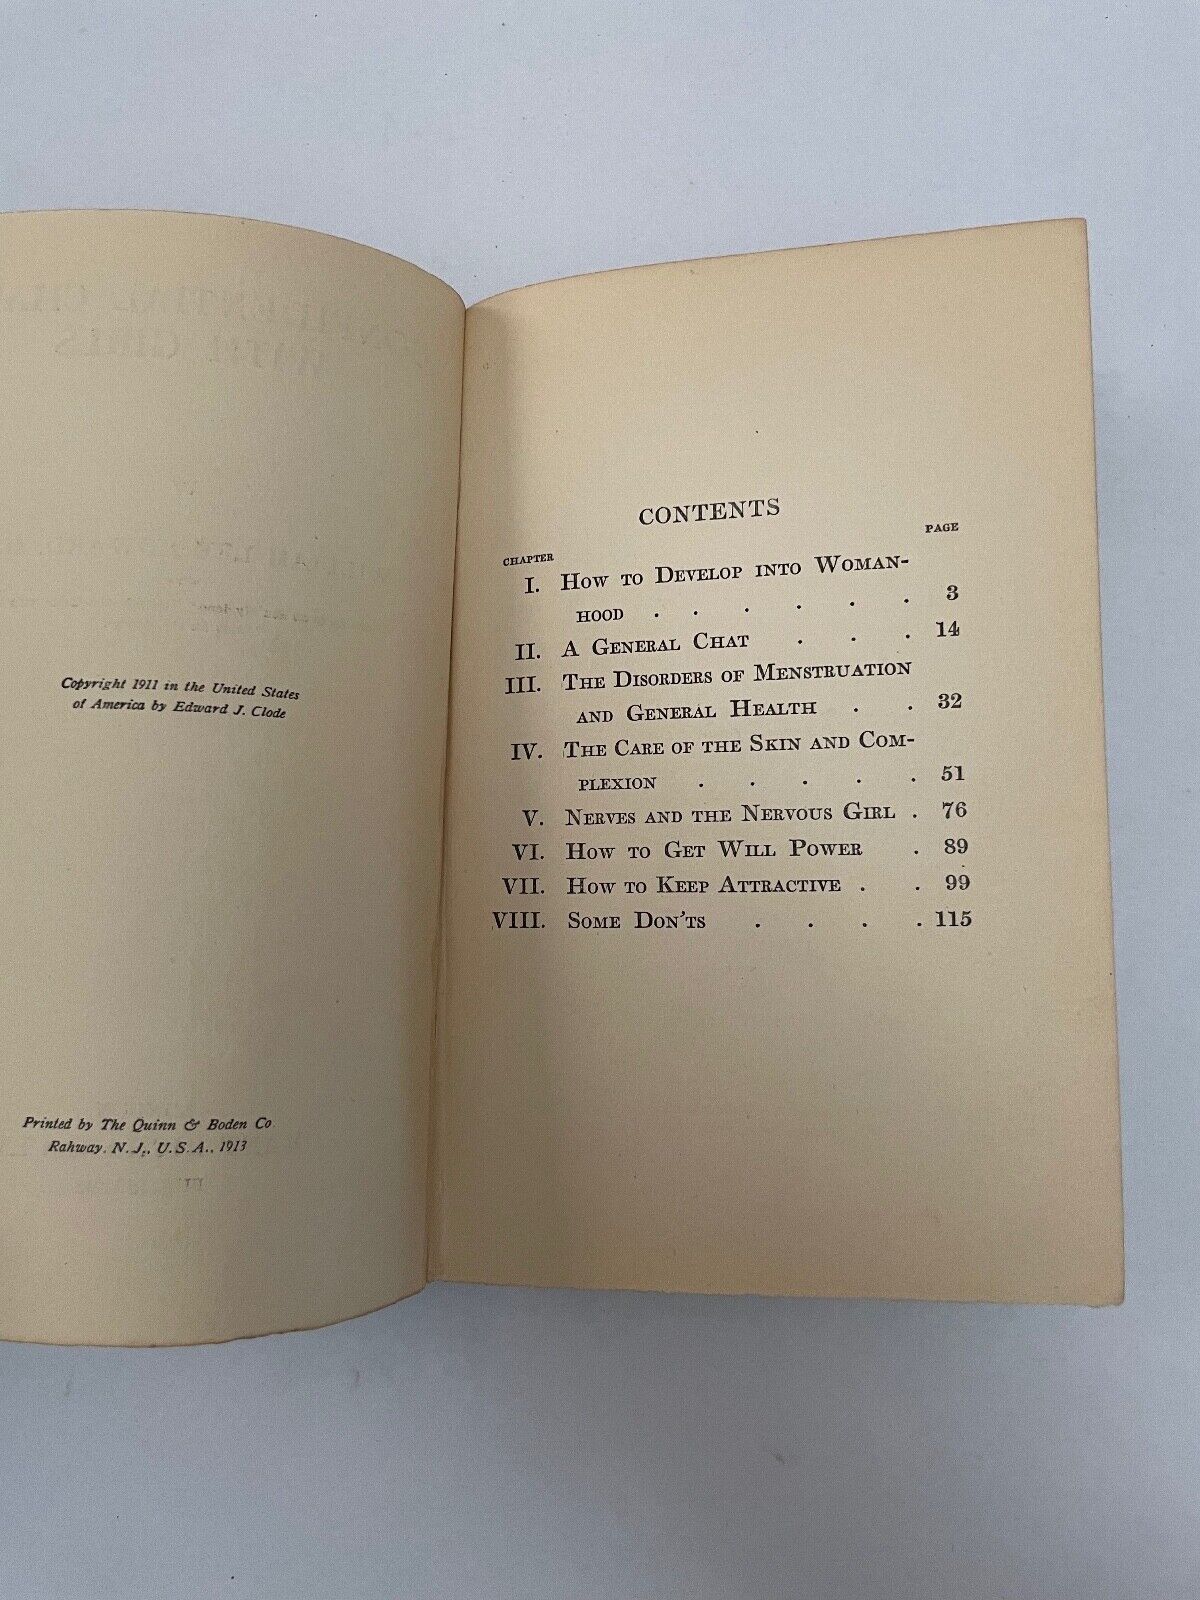 Copyright 1911 in the United States
of America by Edward J. Clode
Printed by The Quinn & Boden Co.
Rahway, N. J., U. S. A., 1913
CONTENTS
CHAPTER PAGE
I. How to Develop into Woman-
hood . . . . . . 3
II. A General Chat . . . 14
III. The Disorders of Menstruation
and General Health . . 32
IV. The Care of the Skin and Com-
plexion . . . . . 51
V. Nerves and the Nervous Girl . 76
VI. How to Get Will Power . 89
VII. How to Keep Attractive . . 99
VIII. Some Don'ts . . . . 115